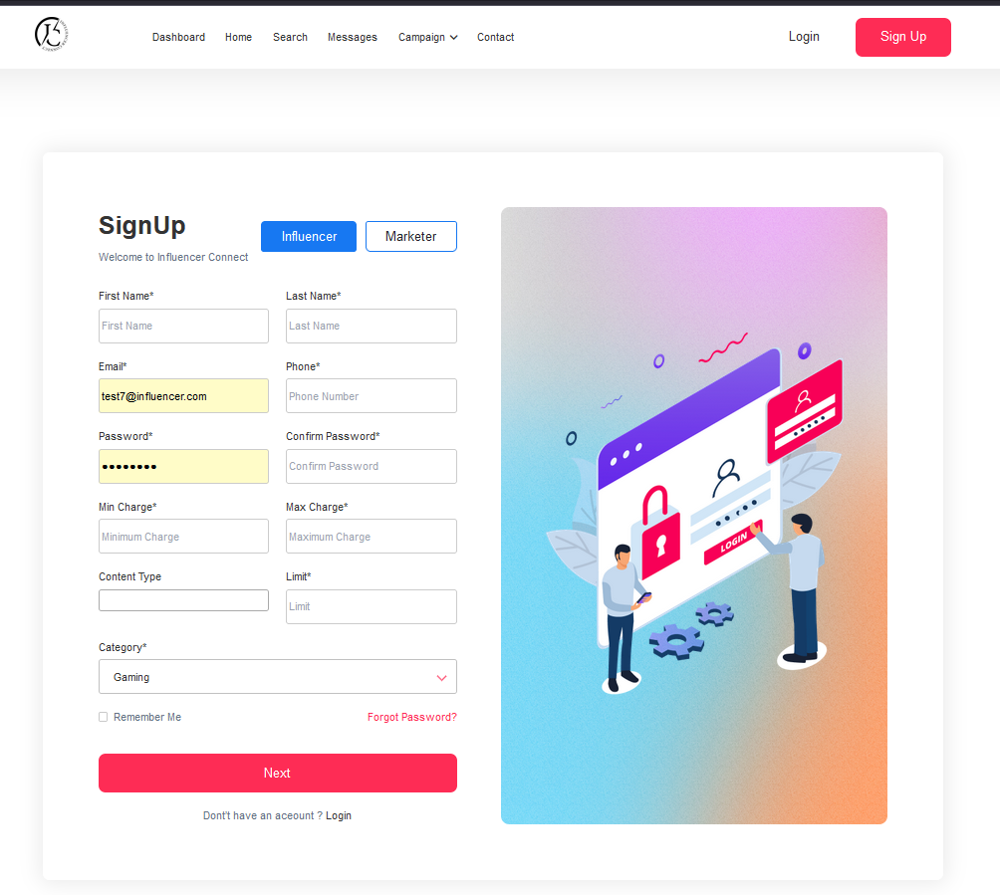 Dashboard Home Search Messages Campaign Contact Login Sign Up
SignUp
Influencer Marketer
Welcome to Influencer Connect
First Name* Last Name*
First Name Last Name
Email* Phone*
test7@influencer.com Phone Number
Password* Confirm Password*
•••••••• Confirm Password
Min Charge* Max Charge*
Minimum Charge Maximum Charge
Content Type Limit*
Limit
Category*
Gaming
Remember Me Forgot Password?
Next
Dont't have an aceount ? Login
LOGIN